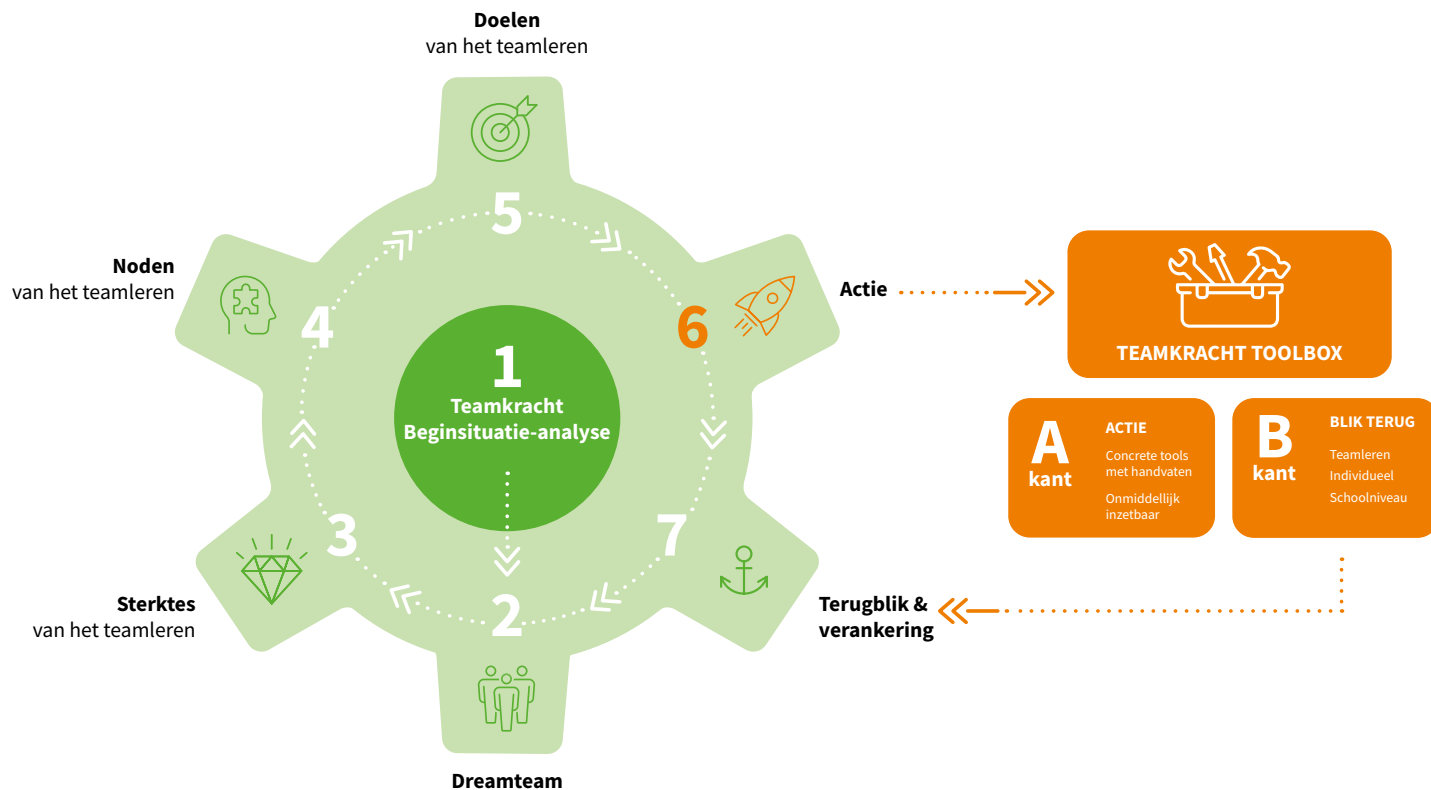 Doelen
van het teamleren
5
Noden
van het teamleren
4
6
Actie
1
Teamkracht
Beginsituatie-analyse
3
7
2
Sterktes
van het teamleren
Terugblik &
verankering
Dreamteam
TEAMKRACHT TOOLBOX
A
kant
ACTIE
Concrete tools
met handvaten
Onmiddellijk
inzetbaar
B
kant
BLIK TERUG
Teamleren
Individueel
Schoolniveau